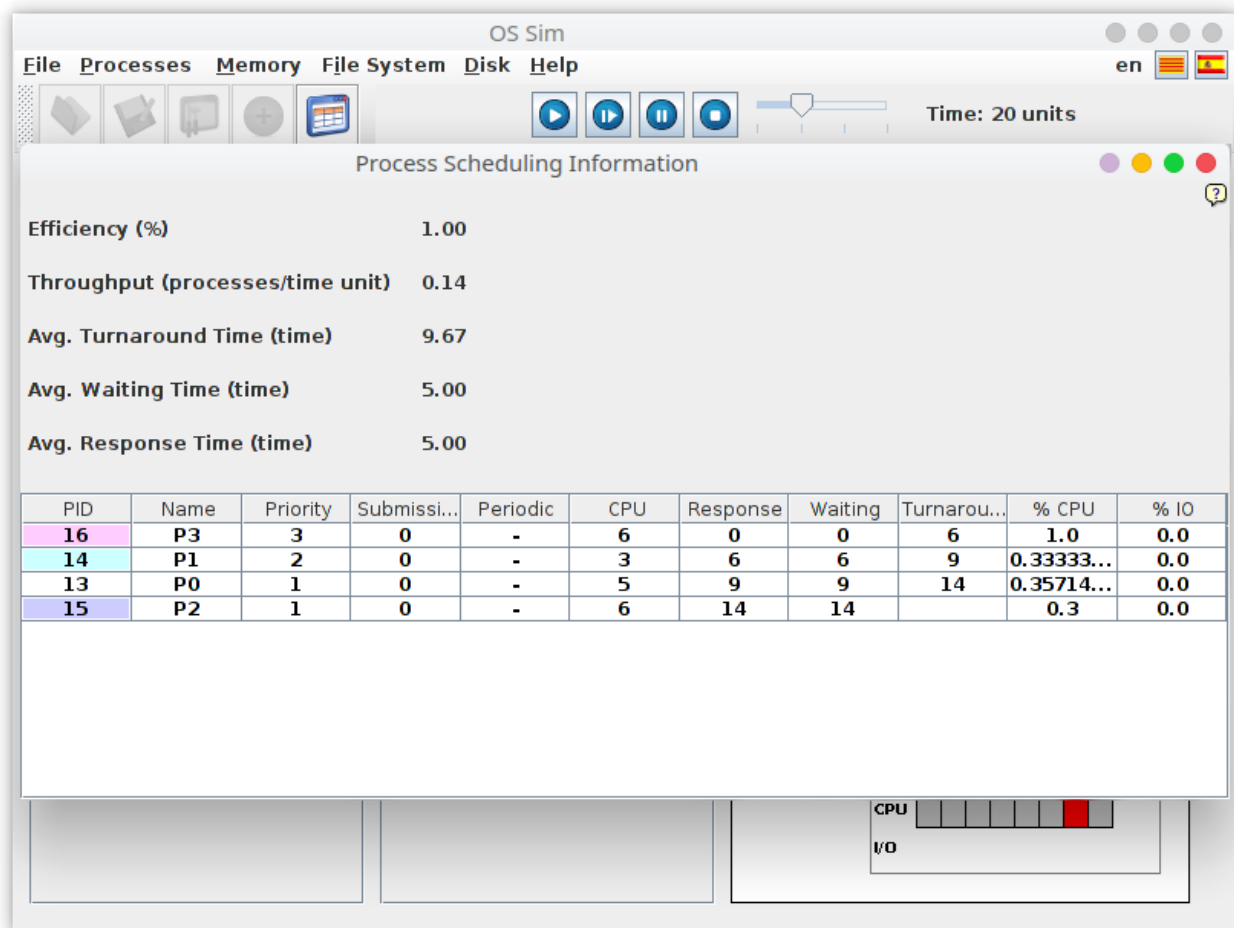 OS Sim
File Processes Memory File System Disk Help en
Time: 20 units
Process Scheduling Information
?
Efficiency (%) 1.00
Throughput (processes/time unit) 0.14
Avg. Turnaround Time (time) 9.67
Avg. Waiting Time (time) 5.00
Avg. Response Time (time) 5.00
PID Name Priority Submissi... Periodic CPU Response Waiting Turnarou... % CPU % IO
16 P3 3 0 - 6 0 0 6 1.0 0.0
14 P1 2 0 - 3 6 6 9 0.33333... 0.0
13 P0 1 0 - 5 9 9 14 0.35714... 0.0
15 P2 1 0 - 6 14 14 0.3 0.0
CPU
I/O